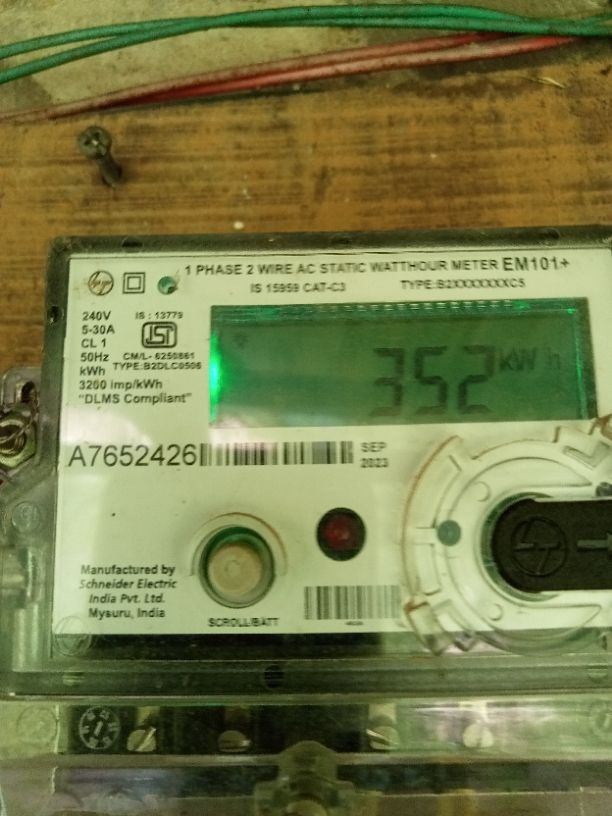 1 PHASE 2 WIRE AC STATIC WATTHOUR METER EM101+
IS 15959 CAT-C3 TYPE:B2XXXXXXXC5
240V
5-30A
CL 1
50Hz
kWh
3200 imp/kWh
"DLMS Compliant"
IS : 13779
ISI
CM/L- 6250861
TYPE:B2DLC0506
352 kW h
A7652426
SEP
2023
Manufactured by
Schneider Electric
India Pvt. Ltd.
Mysuru, India
SCROLL/BATT